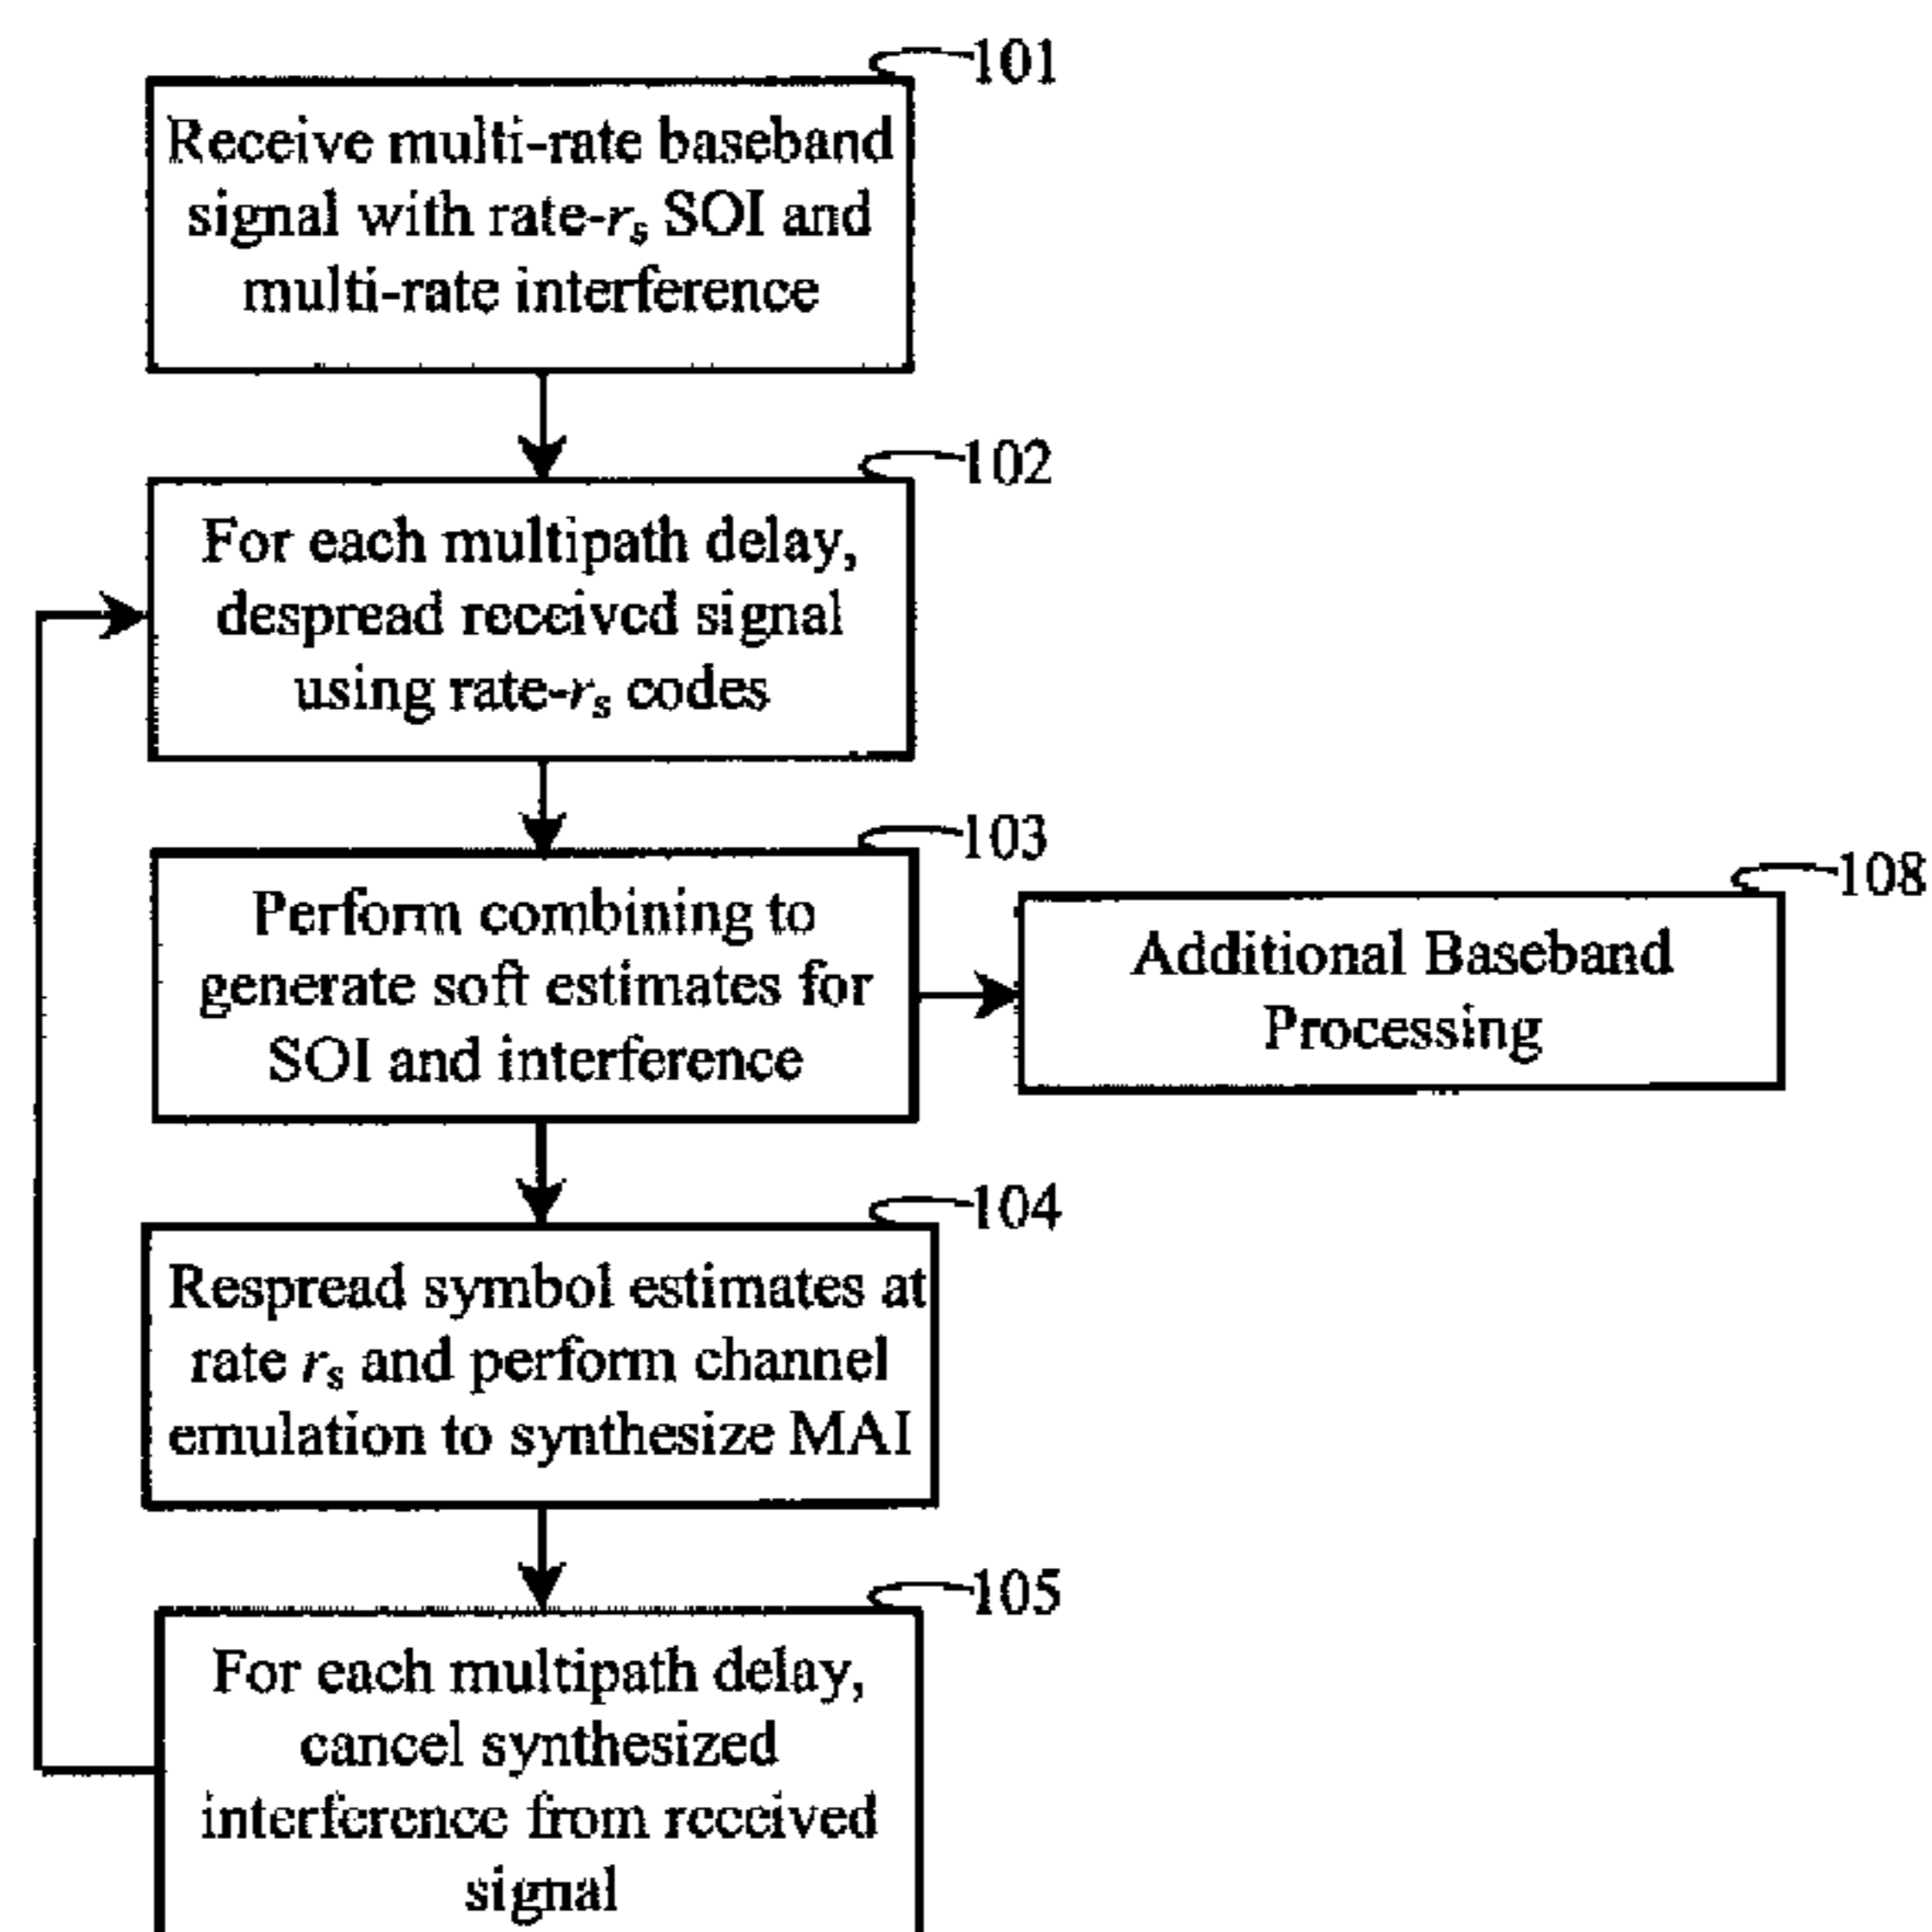 101
Receive multi-rate baseband
signal with rate-rs SOI and
multi-rate interference
102
For each multipath delay,
despread received signal
using rate-rs codes
103
Perform combining to
generate soft estimates for
SOI and interference
108
Additional Baseband
Processing
104
Respread symbol estimates at
rate rs and perform channel
emulation to synthesize MAI
105
For each multipath delay,
cancel synthesized
interference from received
signal